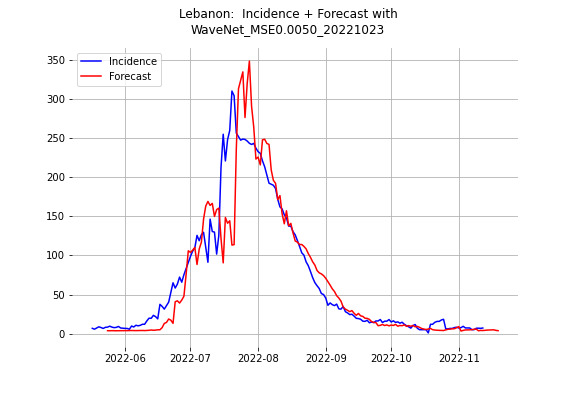 Lebanon:  Incidence + Forecast with
WaveNet_MSE0.0050_20221023
Incidence
Forecast
350
300
250
200
150
100
50
0
2022-06 2022-07 2022-08 2022-09 2022-10 2022-11